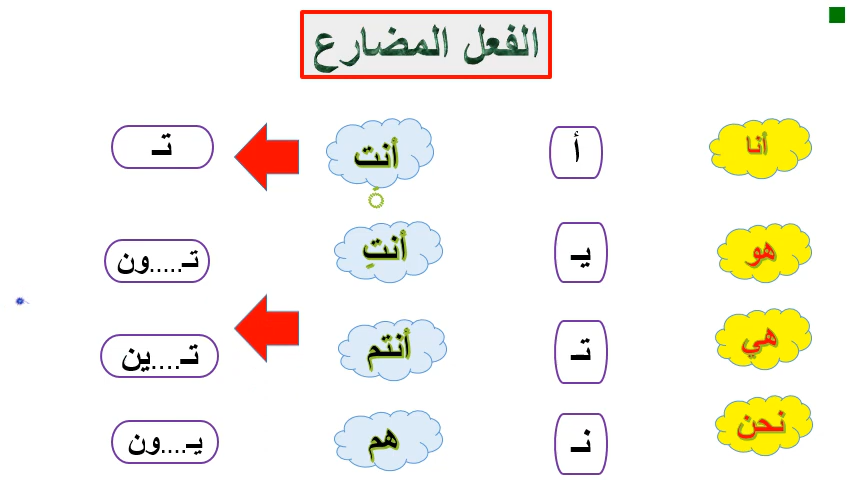 الفعل المضارع
أنا
أ
أنت
تـ
هو
يـ
أنتِ
تـ.....ون
هي
تـ
أنتم
تـ....ين
نحن
نـ
هم
يـ....ون